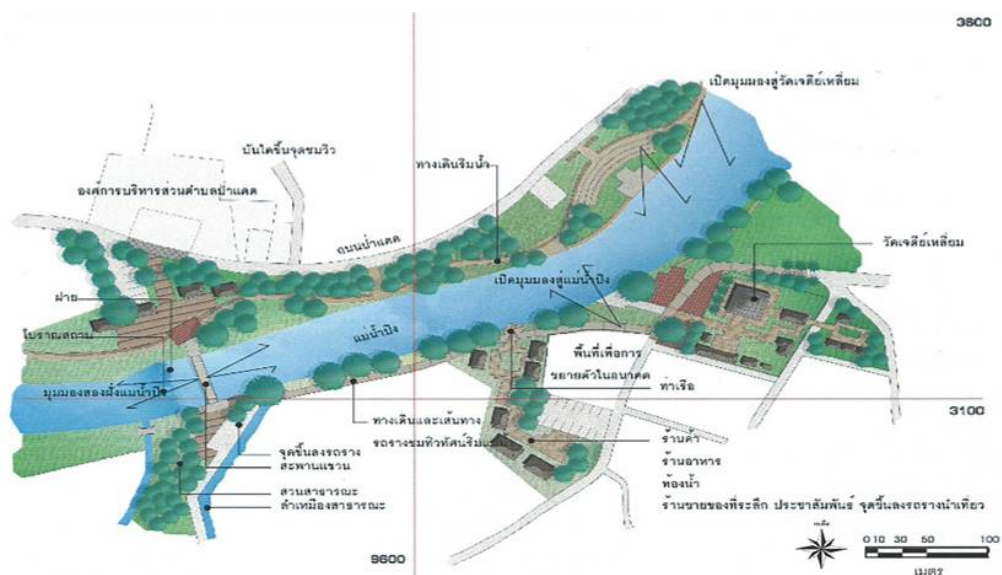 3800
เปิดมุมมองสู่วัดเจดีย์เหลี่ยม
บันไดขึ้นจุดชมวิว
ทางเดินริมน้ำ
องค์การบริหารส่วนตำบลป่าแดด
ถนนป่าแดด
วัดเจดีย์เหลี่ยม
เปิดมุมมองสู่แม่น้ำปิง
ฝาย
โบราณสถาน
แม่น้ำปิง
พื้นที่เพื่อการ
ขยายตัวในอนาคต
ท่าเรือ
มุมมองสองฝั่งแม่น้ำปิง
3100
ทางเดินและเส้นทาง
รถรางชมทิวทัศน์ริม
จุดขึ้นลงรถราง
สะพานแขวน
สวนสาธารณะ
ลำเหมืองสาธารณะ
ร้านค้า
ร้านอาหาร
ห้องน้ำ
ร้านขายของที่ระลึก ประชาสัมพันธ์ จุดขึ้นลงรถรางนำเที่ยว
9600
0 10 30 50 100
เมตร